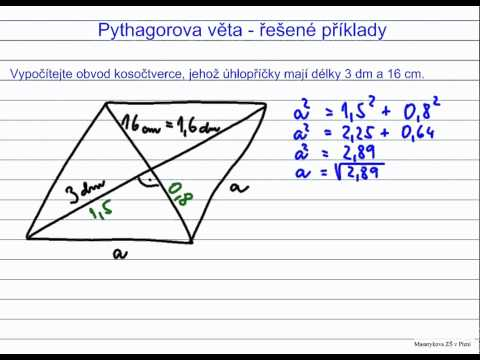 Pythagorova věta - řešené příklady
Vypočítejte obvod kosočtverce, jehož úhlopříčky mají délky 3 dm a 16 cm.
16 cm = 1,6 dm
3 dm
1,5
0,8
a
a
a² = 1,5² + 0,8²
a² = 2,25 + 0,64
a² = 2,89
a = √2,89
Masarykova ZŠ v Plzni